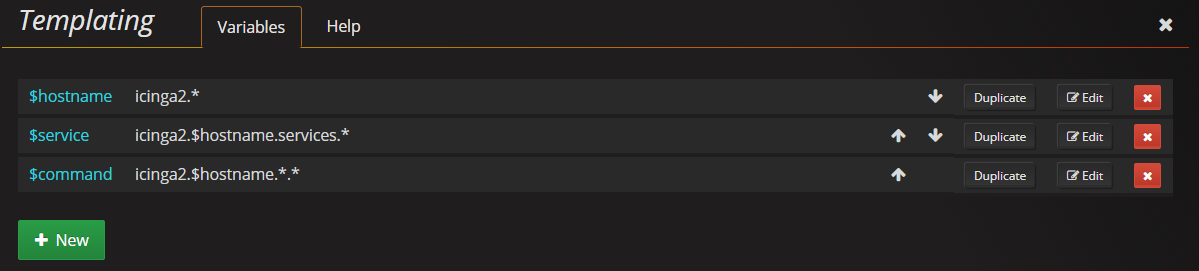 Templating Variables Help
$hostname icinga2.* Duplicate Edit
$service icinga2.$hostname.services.* Duplicate Edit
$command icinga2.$hostname.*.* Duplicate Edit
+ New